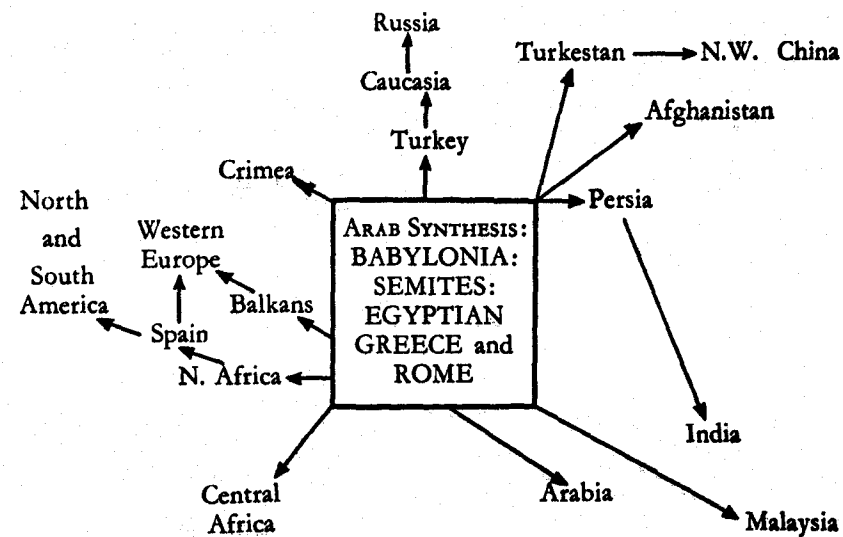 Russia
Turkestan
N.W. China
Caucasia
Afghanistan
Turkey
Crimea
North
and
South
America
Western
Europe
Persia
ARAB SYNTHESIS:
BABYLONIA:
SEMITES:
EGYPTIAN
GREECE and
ROME
Balkans
Spain
N. Africa
India
Central
Africa
Arabia
Malaysia